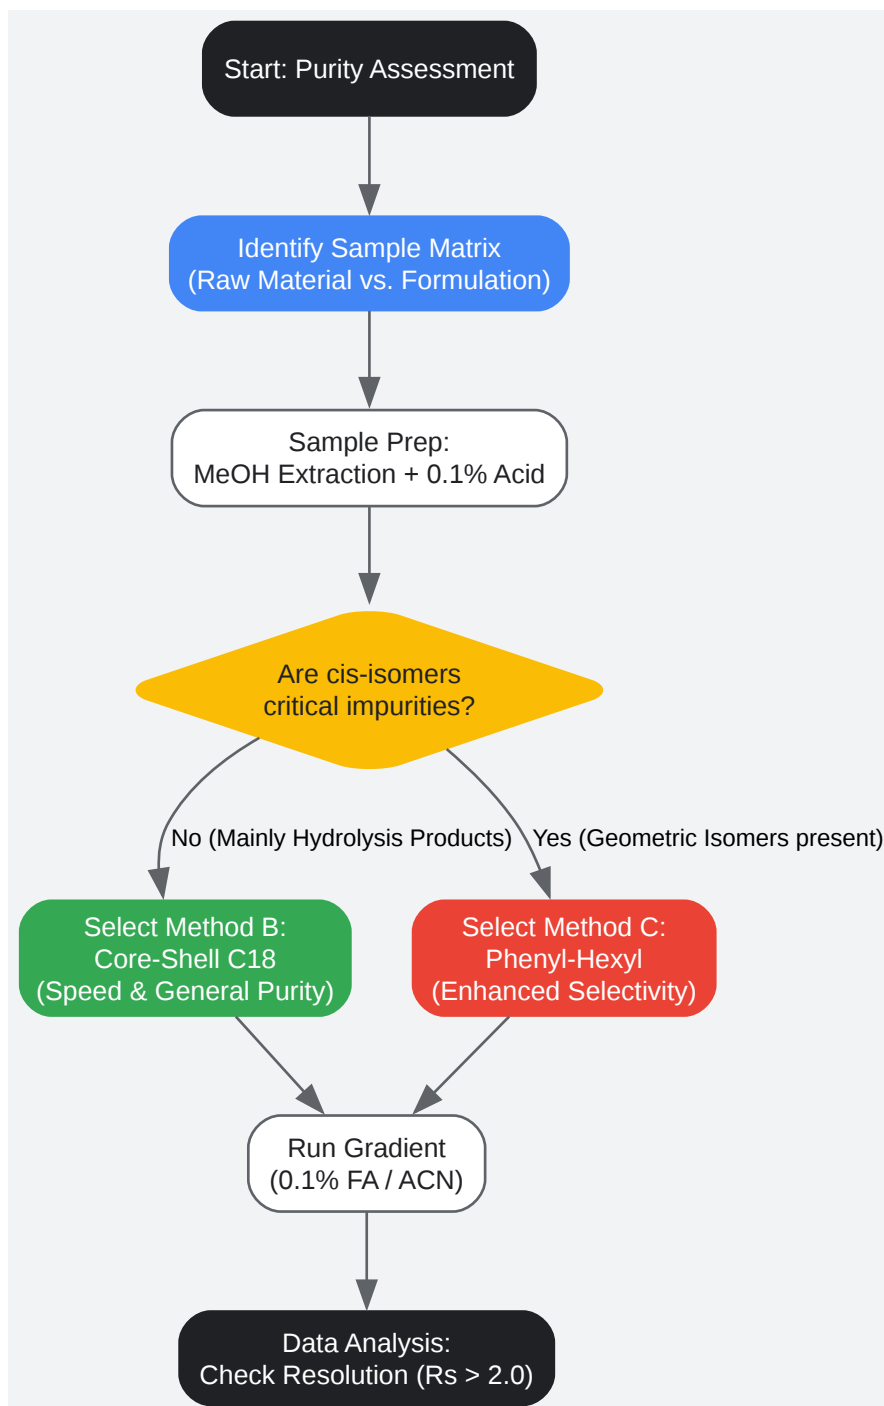 Start: Purity Assessment
Identify Sample Matrix
(Raw Material vs. Formulation)
Sample Prep:
MeOH Extraction + 0.1% Acid
Are cis-isomers
critical impurities?
No (Mainly Hydrolysis Products)
Yes (Geometric Isomers present)
Select Method B:
Core-Shell C18
(Speed & General Purity)
Select Method C:
Phenyl-Hexyl
(Enhanced Selectivity)
Run Gradient
(0.1% FA / ACN)
Data Analysis:
Check Resolution (Rs > 2.0)